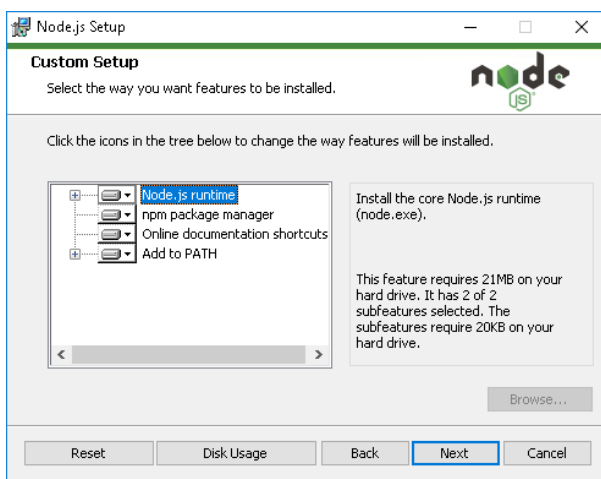 Node.js Setup
Custom Setup
Select the way you want features to be installed.
node
JS
Click the icons in the tree below to change the way features will be installed.
Node.js runtime
npm package manager
Online documentation shortcuts
Add to PATH
Install the core Node.js runtime
(node.exe).
This feature requires 21MB on your
hard drive. It has 2 of 2
subfeatures selected. The
subfeatures require 20KB on your
hard drive.
Browse...
Reset Disk Usage Back Next Cancel